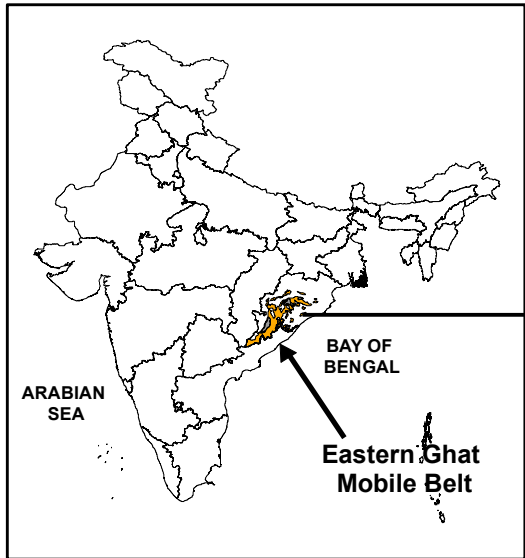 BAY OF
BENGAL
ARABIAN
SEA
Eastern Ghat
Mobile Belt